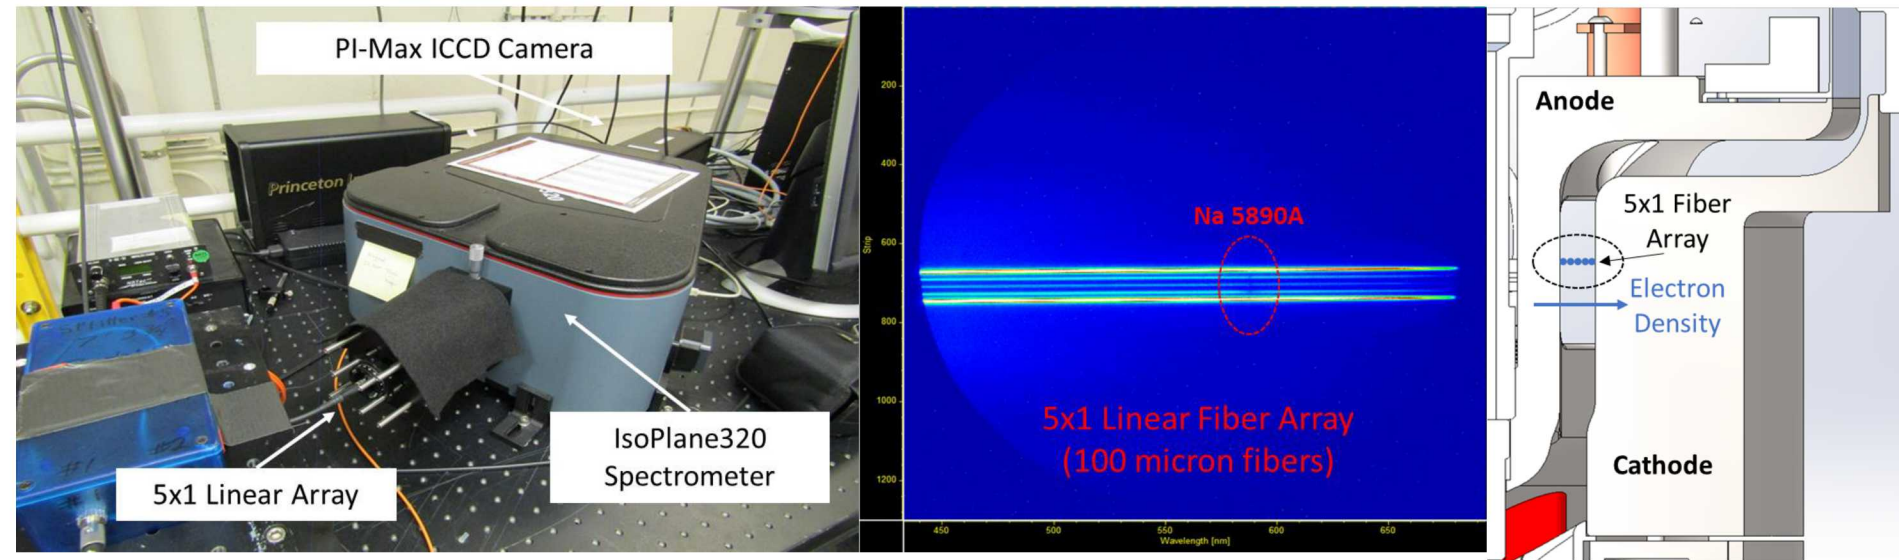 PI-Max ICCD Camera
Princeton
5x1 Linear Array
IsoPlane320
Spectrometer
Strip
200
400
600
800
1000
1200
Na 5890A
5x1 Linear Fiber Array
(100 micron fibers)
450
500
550
600
650
Wavelength [nm]
Anode
5x1 Fiber
Array
Electron
Density
Cathode